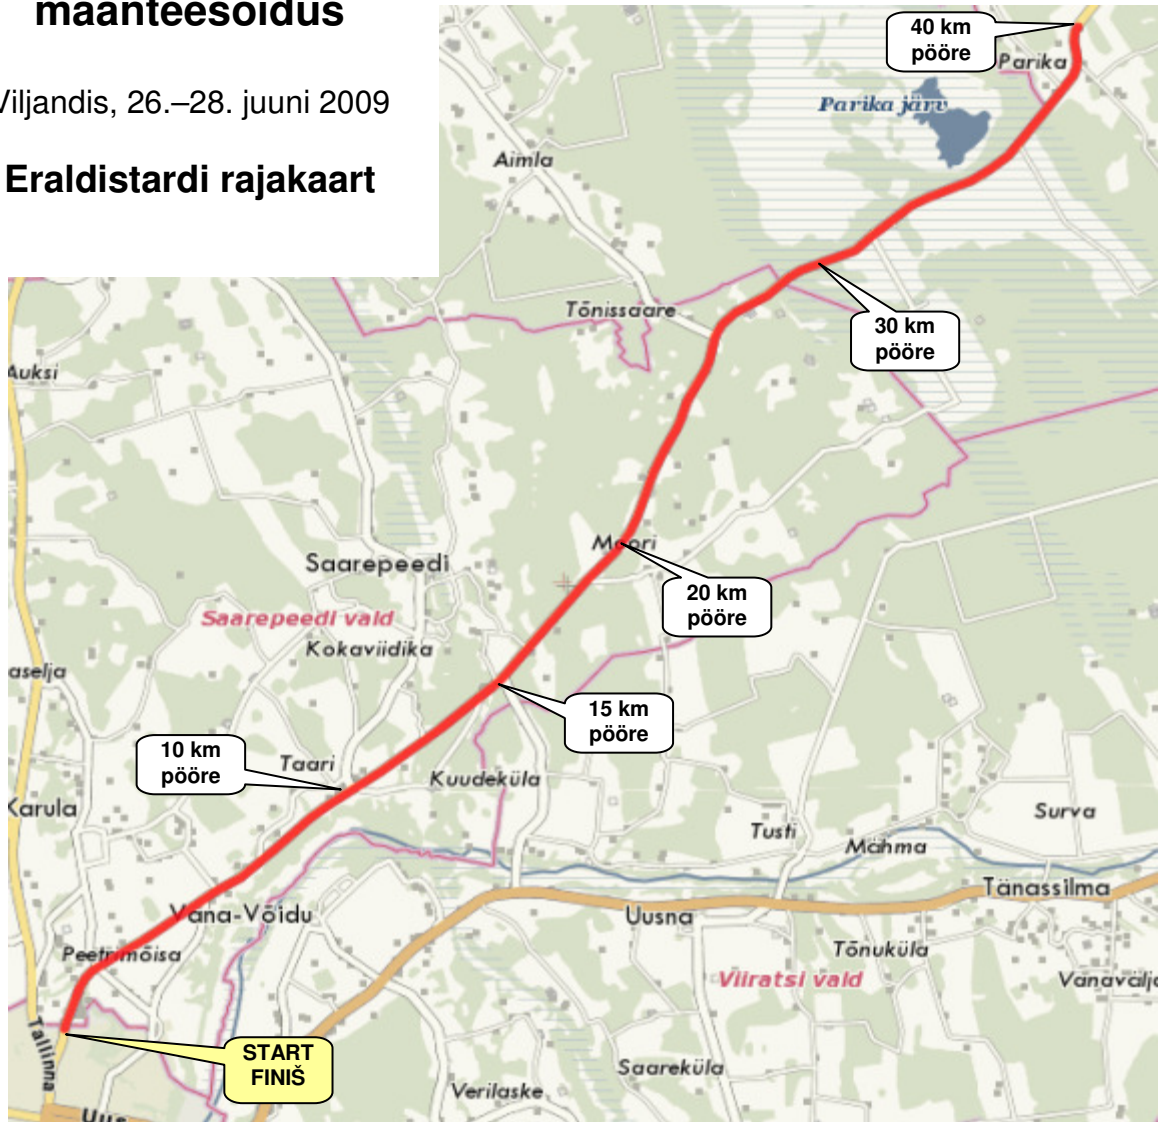 maanteesõidus
Viljandis, 26.–28. juuni 2009
Eraldistardi rajakaart
40 km
pööre
Parika
Parika järv
Aimla
Tõnissaare
30 km
pööre
Auksi
Moori
Saarepeedi
20 km
pööre
Saarepeedi vald
Kokaviidika
aselja
15 km
pööre
10 km
pööre
Taari
Kuudeküla
Karula
Surva
Tusti
Mähma
Tänassilma
Vana-Võidu
Uusna
Peetrimõisa
Tõnuküla
Viiratsi vald
Vanavälja
Tallinna
START
FINIŠ
Saareküla
Verilaske
Uus